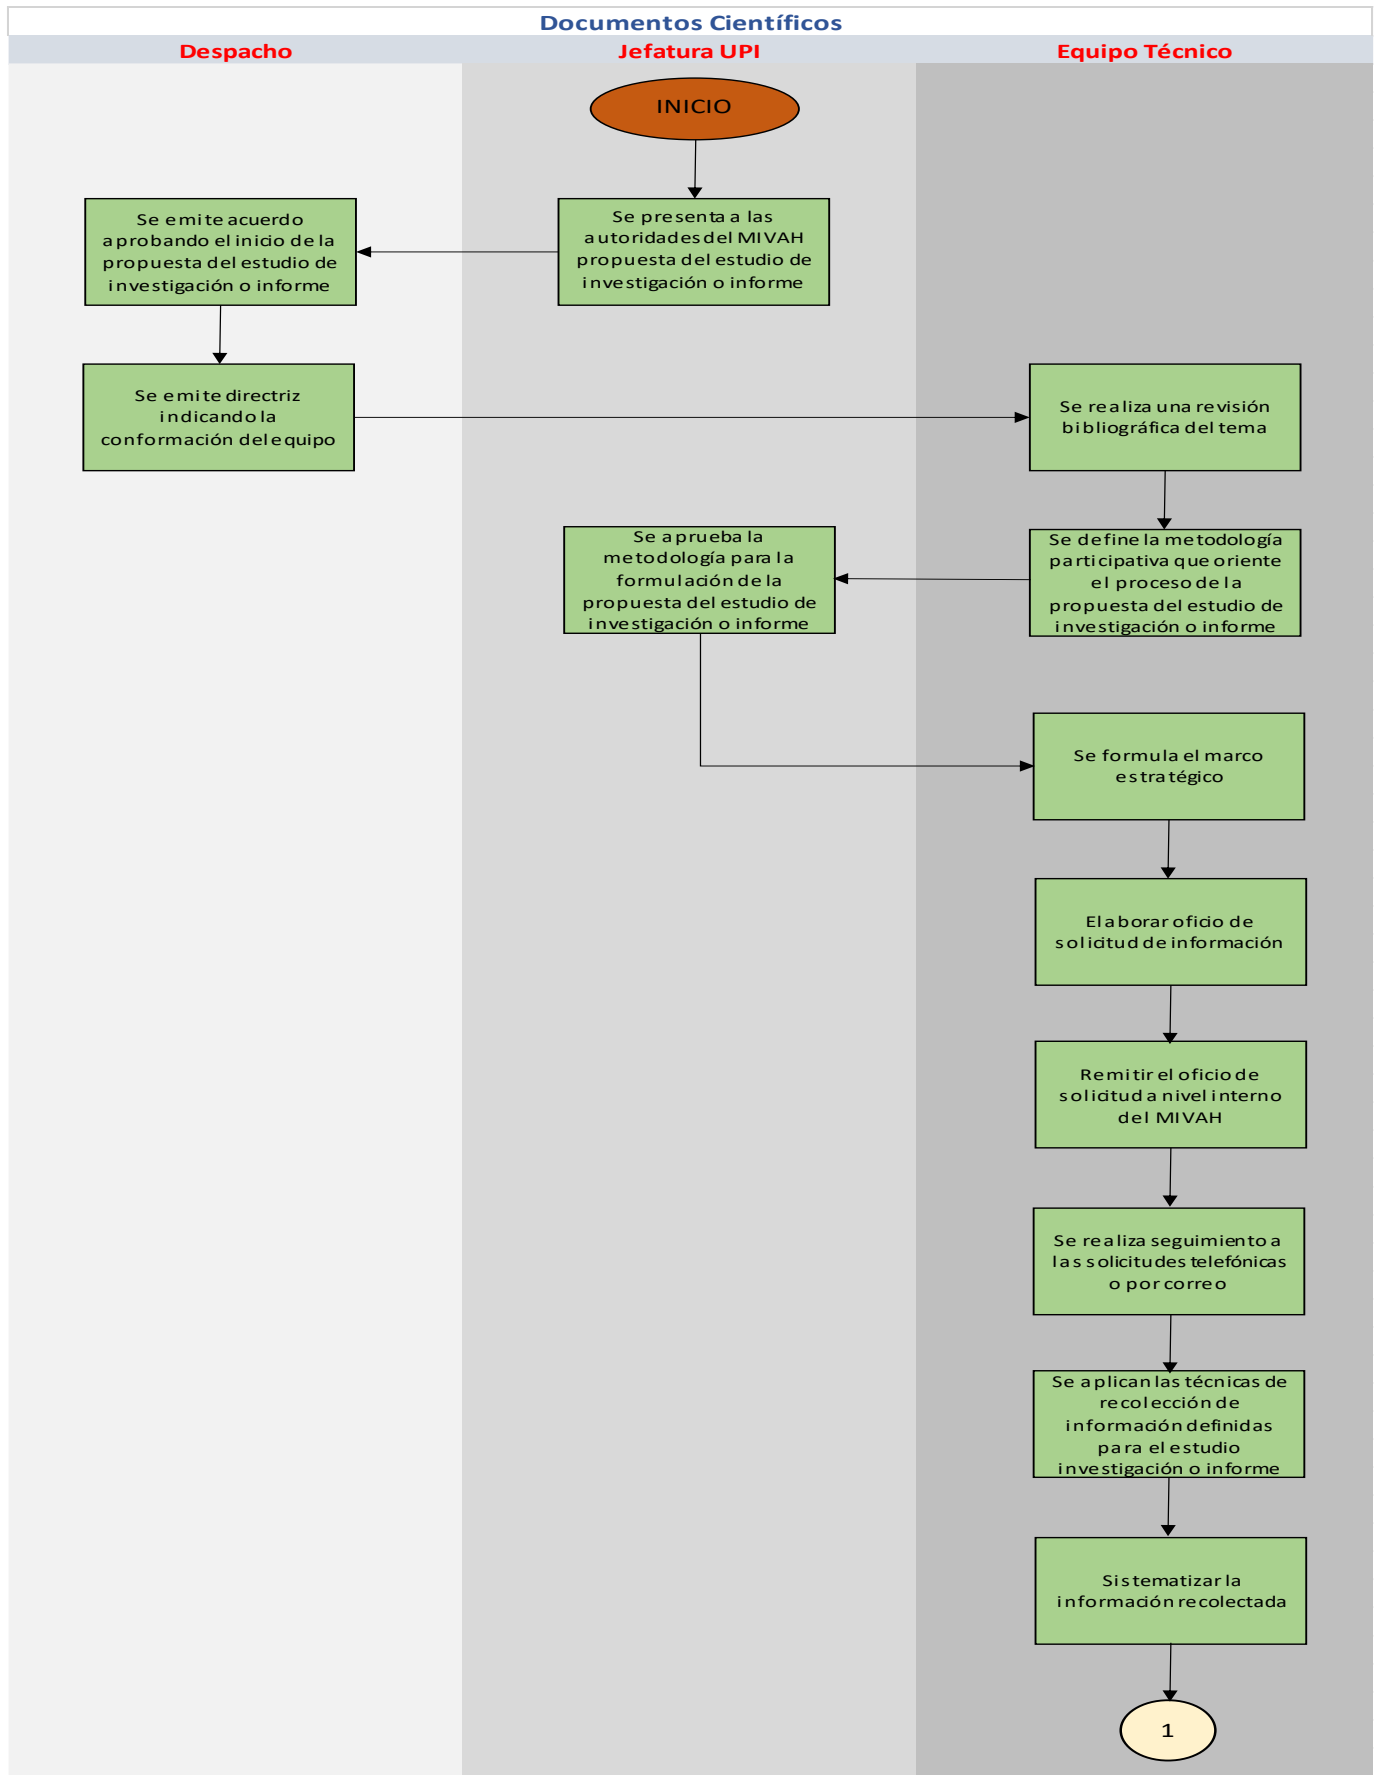 Documentos Científicos
Despacho
Jefatura UPI
Equipo Técnico
INICIO
Se emite acuerdo
aprobando el inicio de la
propuesta del estudio de
investigación o informe
Se presenta a las
autoridades del MIVAH
propuesta del estudio de
investigación o informe
Se emite directriz
indicando la
conformación del equipo
Se realiza una revisión
bibliográfica del tema
Se aprueba la
metodología para la
formulación de la
propuesta del estudio de
investigación o informe
Se define la metodología
participativa que oriente
el proceso de la
propuesta del estudio de
investigación o informe
Se formula el marco
estratégico
Elaborar oficio de
solicitud de información
Remitir el oficio de
solicitud a nivel interno
del MIVAH
Se realiza seguimiento a
las solicitudes telefónicas
o por correo
Se aplican las técnicas de
recolección de
información definidas
para el estudio
investigación o informe
Sistematizar la
información recolectada
1